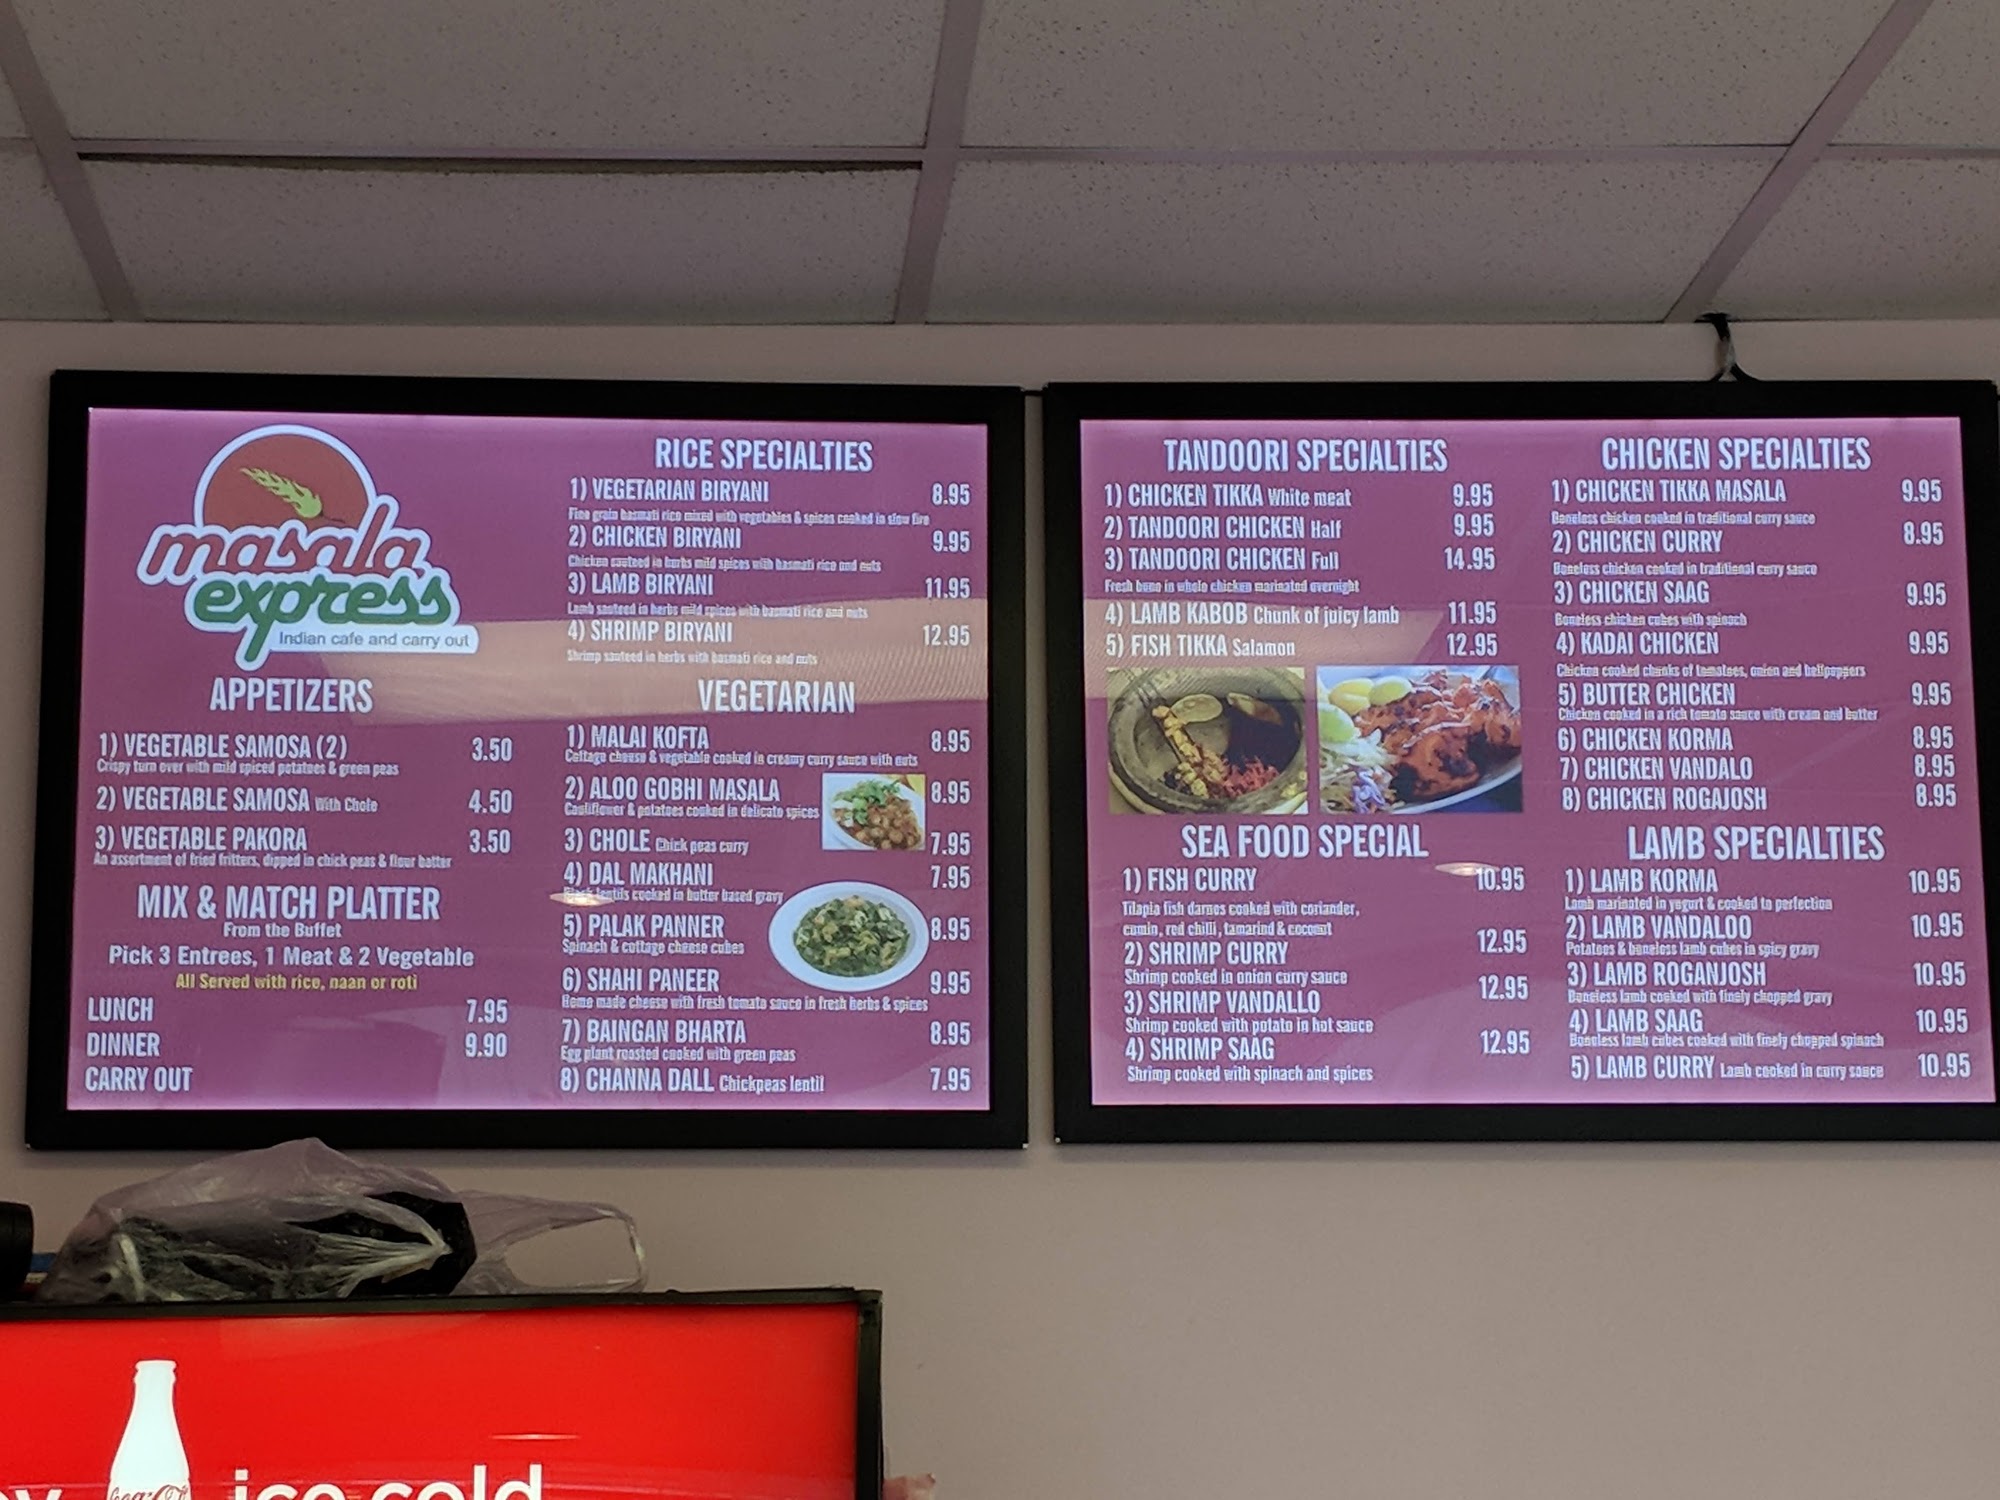 masala
express
Indian cafe and carry out
APPETIZERS
1) VEGETABLE SAMOSA (2) 3.50
Crispy turn over with mild spiced potatoes & green peas
2) VEGETABLE SAMOSA With Chole 4.50
3) VEGETABLE PAKORA 3.50
An assortment of fried fritters, dipped in chick peas & flour batter
MIX & MATCH PLATTER
From the Buffet
Pick 3 Entrees, 1 Meat & 2 Vegetable
All Served with rice, naan or roti
LUNCH 7.95
DINNER 9.90
CARRY OUT
RICE SPECIALTIES
1) VEGETARIAN BIRYANI 8.95
Fine grain basmati rice mixed with vegetables & spices cooked in slow fire
2) CHICKEN BIRYANI 9.95
Chicken sauteed in herbs mild spices with basmati rice and nuts
3) LAMB BIRYANI 11.95
Lamb sauteed in herbs mild spices with basmati rice and nuts
4) SHRIMP BIRYANI 12.95
Shrimp sauteed in herbs with basmati rice and nuts
VEGETARIAN
1) MALAI KOFTA 8.95
Cottage cheese & vegetable cooked in creamy curry sauce with nuts
2) ALOO GOBHI MASALA 8.95
Cauliflower & potatoes cooked in delicate spices
3) CHOLE Chick peas curry 7.95
4) DAL MAKHANI 7.95
Black lentils cooked in butter based gravy
5) PALAK PANNER 8.95
Spinach & cottage cheese cubes
6) SHAHI PANEER 9.95
Home made cheese with fresh tomato sauce in fresh herbs & spices
7) BAINGAN BHARTA 8.95
Egg plant roasted cooked with green peas
8) CHANNA DALL Chickpeas lentil 7.95
TANDOORI SPECIALTIES
1) CHICKEN TIKKA White meat 9.95
2) TANDOORI CHICKEN Half 9.95
3) TANDOORI CHICKEN Full 14.95
Fresh bone in whole chicken marinated overnight
4) LAMB KABOB Chunk of juicy lamb 11.95
5) FISH TIKKA Salamon 12.95
SEA FOOD SPECIAL
1) FISH CURRY 10.95
Tilapia fish darnes cooked with coriander,
cumin, red chilli, tamarind & coconut
2) SHRIMP CURRY 12.95
Shrimp cooked in onion curry sauce
3) SHRIMP VANDALLO 12.95
Shrimp cooked with potato in hot sauce
4) SHRIMP SAAG 12.95
Shrimp cooked with spinach and spices
CHICKEN SPECIALTIES
1) CHICKEN TIKKA MASALA 9.95
Boneless chicken cooked in traditional curry sauce
2) CHICKEN CURRY 8.95
Boneless chicken cooked in traditional curry sauce
3) CHICKEN SAAG 9.95
Boneless chicken cubes with spinach
4) KADAI CHICKEN 9.95
Chicken cooked chunks of tomatoes, onion and bellpeppers
5) BUTTER CHICKEN 9.95
Chicken cooked in a rich tomato sauce with cream and butter
6) CHICKEN KORMA 8.95
7) CHICKEN VANDALO 8.95
8) CHICKEN ROGAJOSH 8.95
LAMB SPECIALTIES
1) LAMB KORMA 10.95
Lamb marinated in yogurt & cooked to perfection
2) LAMB VANDALOO 10.95
Potatoes & boneless lamb cubes in spicy gravy
3) LAMB ROGANJOSH 10.95
Boneless lamb cooked with finely chopped gravy
4) LAMB SAAG 10.95
Boneless lamb cubes cooked with finely chopped spinach
5) LAMB CURRY Lamb cooked in curry sauce 10.95
ice cold
Coca-Cola